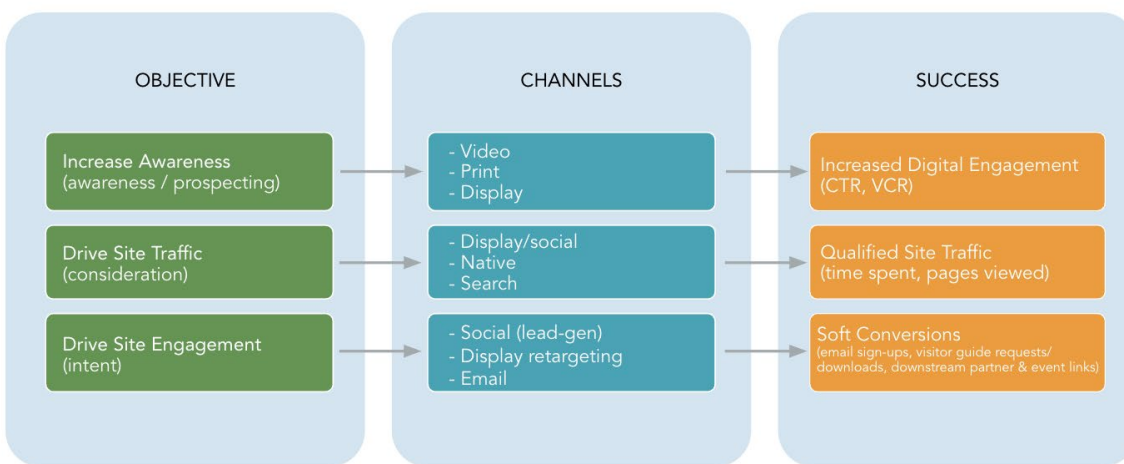 OBJECTIVE
Increase Awareness
(awareness / prospecting)
Drive Site Traffic
(consideration)
Drive Site Engagement
(intent)
CHANNELS
- Video
- Print
- Display
- Display/social
- Native
- Search
- Social (lead-gen)
- Display retargeting
- Email
SUCCESS
Increased Digital Engagement
(CTR, VCR)
Qualified Site Traffic
(time spent, pages viewed)
Soft Conversions
(email sign-ups, visitor guide requests/
downloads, downstream partner & event links)